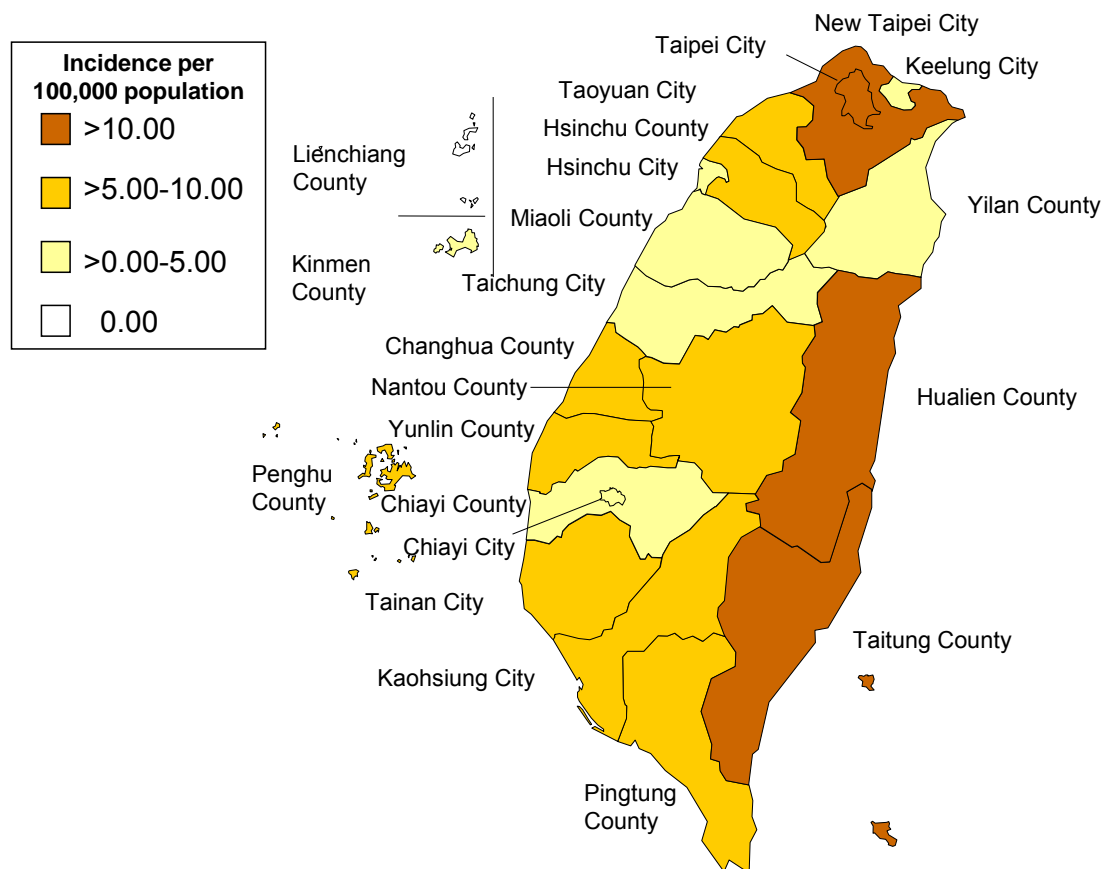 Incidence per
100,000 population
>10.00
>5.00-10.00
>0.00-5.00
0.00
New Taipei City
Taipei City
Keelung City
Taoyuan City
Hsinchu County
Lienchiang
County
Hsinchu City
Miaoli County
Yilan County
Kinmen
County
Taichung City
Changhua County
Nantou County
Hualien County
Yunlin County
Penghu
County
Chiayi County
Chiayi City
Tainan City
Taitung County
Kaohsiung City
Pingtung
County